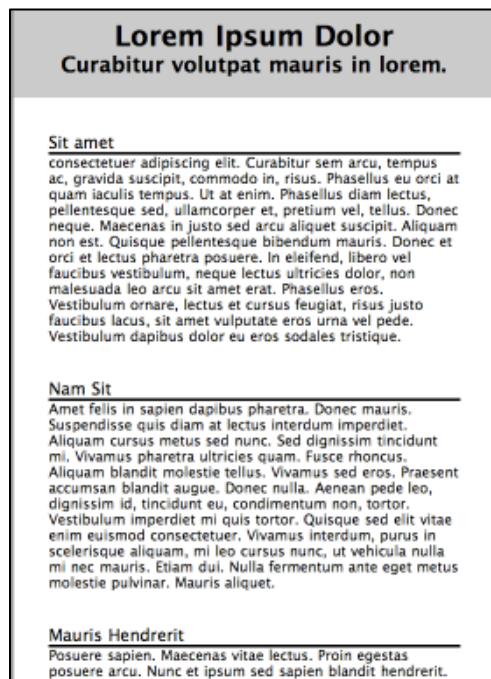 Lorem Ipsum Dolor
Curabitur volutpat mauris in lorem.
Sit amet
consectetuer adipiscing elit. Curabitur sem arcu, tempus
ac, gravida suscipit, commodo in, risus. Phasellus eu orci at
quam iaculis tempus. Ut at enim. Phasellus diam lectus,
pellentesque sed, ullamcorper et, pretium vel, tellus. Donec
neque. Maecenas in justo sed arcu aliquet suscipit. Aliquam
non est. Quisque pellentesque bibendum mauris. Donec et
orci et lectus pharetra posuere. In eleifend, libero vel
faucibus vestibulum, neque lectus ultricies dolor, non
malesuada leo arcu sit amet erat. Phasellus eros.
Vestibulum ornare, lectus et cursus feugiat, risus justo
faucibus lacus, sit amet vulputate eros urna vel pede.
Vestibulum dapibus dolor eu eros sodales tristique.
Nam Sit
Amet felis in sapien dapibus pharetra. Donec mauris.
Suspendisse quis diam at lectus interdum imperdiet.
Aliquam cursus metus sed nunc. Sed dignissim tincidunt
mi. Vivamus pharetra ultricies quam. Fusce rhoncus.
Aliquam blandit molestie tellus. Vivamus sed eros. Praesent
accumsan blandit augue. Donec nulla. Aenean pede leo,
dignissim id, tincidunt eu, condimentum non, tortor.
Vestibulum imperdiet mi quis tortor. Quisque sed elit vitae
enim euismod consectetuer. Vivamus interdum, purus in
scelerisque aliquam, mi leo cursus nunc, ut vehicula nulla
mi nec mauris. Etiam dui. Nulla fermentum ante eget metus
molestie pulvinar. Mauris aliquet.
Mauris Hendrerit
Posuere sapien. Maecenas vitae lectus. Proin egestas
posuere arcu. Nunc et ipsum sed sapien blandit hendrerit.